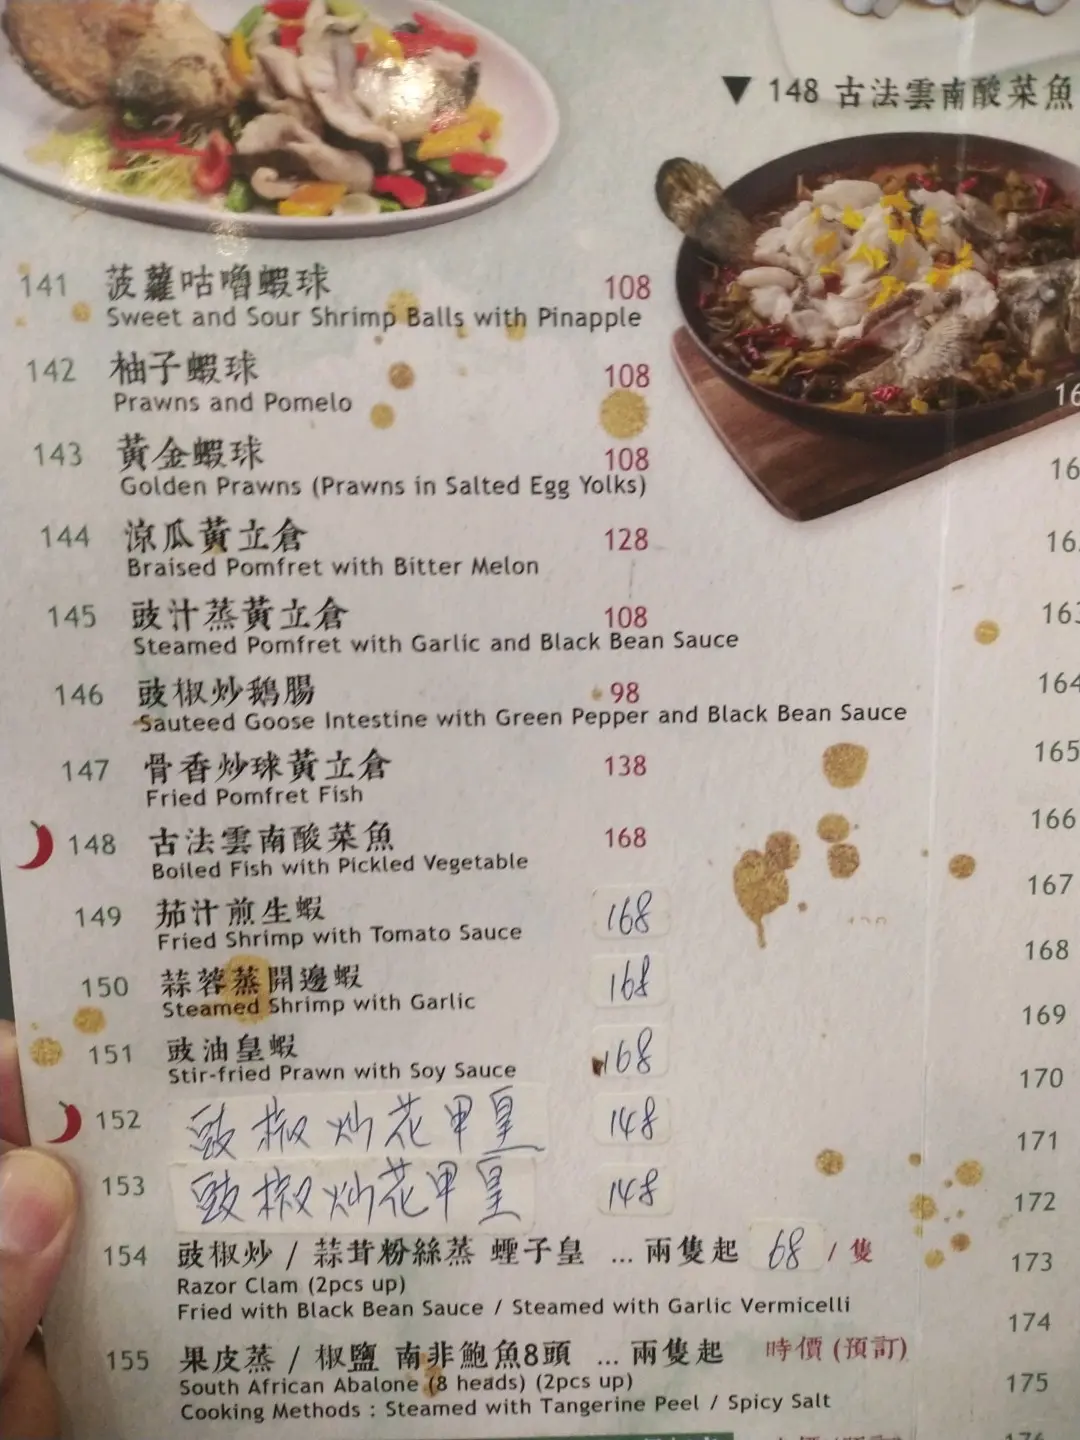 ▼ 148 古法雲南酸菜魚
141 菠蘿咕嚕蝦球 108
Sweet and Sour Shrimp Balls with Pinapple
142 柚子蝦球 108
Prawns and Pomelo
143 黃金蝦球 108
Golden Prawns (Prawns in Salted Egg Yolks)
144 涼瓜黃立倉 128
Braised Pomfret with Bitter Melon
145 豉汁蒸黃立倉 108
Steamed Pomfret with Garlic and Black Bean Sauce
146 豉椒炒鵝腸 98
Sauteed Goose Intestine with Green Pepper and Black Bean Sauce
147 骨香炒球黃立倉 138
Fried Pomfret Fish
148 古法雲南酸菜魚 168
Boiled Fish with Pickled Vegetable
149 茄汁煎生蝦 168
Fried Shrimp with Tomato Sauce
150 蒜蓉蒸開邊蝦 168
Steamed Shrimp with Garlic
151 豉油皇蝦 168
Stir-fried Prawn with Soy Sauce
152 豉椒炒花甲皇 148
153 豉椒炒花甲皇 148
154 豉椒炒 / 蒜茸粉絲蒸 蟶子皇 ... 兩隻起 68 / 隻
Razor Clam (2pcs up)
Fried with Black Bean Sauce / Steamed with Garlic Vermicelli
155 果皮蒸 / 椒鹽 南非鮑魚8頭 ... 兩隻起 時價 (預訂)
South African Abalone (8 heads) (2pcs up)
Cooking Methods : Steamed with Tangerine Peel / Spicy Salt
163
164
165
166
167
168
169
170
171
172
173
174
175